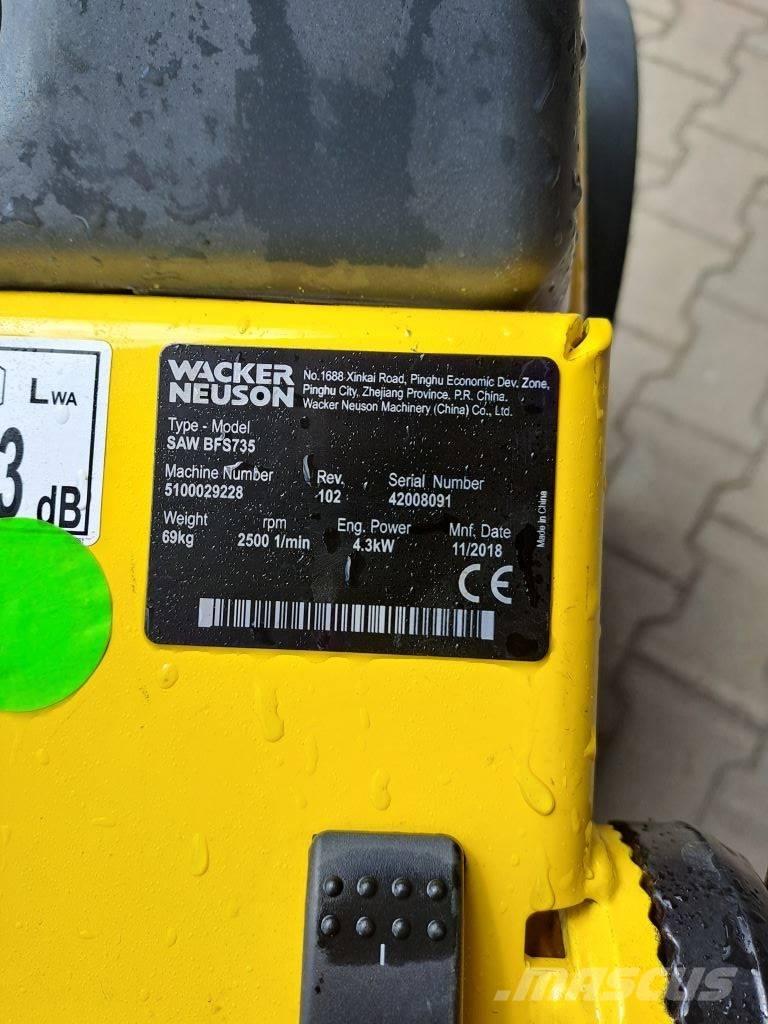 LWA
3 dB
WACKER
NEUSON
No.1688 Xinkai Road, Pinghu Economic Dev. Zone,
Pinghu City, Zhejiang Province, P.R. China.
Wacker Neuson Machinery (China) Co., Ltd.
Type - Model
SAW BFS735
Machine Number Rev. Serial Number
5100029228 102 42008091
Weight rpm Eng. Power Mnf. Date
69kg 2500 1/min 4.3kW 11/2018
CE
Made in China
I
MASCUS